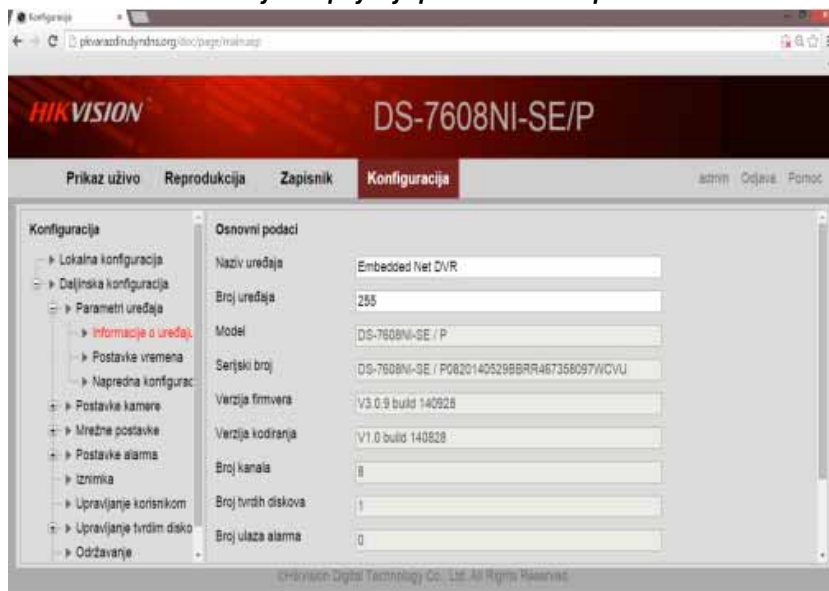 Konfiguracija
pkvarazdin.dyndns.org/doc/page/main.asp
HIKVISION
DS-7608NI-SE/P
Prikaz uživo Reprodukcija Zapisnik Konfiguracija
admin Odjava Pomoć
Konfiguracija
Lokalna konfiguracija
Daljinska konfiguracija
Parametri uređaja
Informacije o uređaju
Postavke vremena
Napredna konfigurac
Postavke kamere
Mrežne postavke
Postavke alarma
Iznimka
Upravljanje korisnikom
Upravljanje tvrdim disko
Održavanje
Osnovni podaci
Naziv uređaja Embedded Net DVR
Broj uređaja 255
Model DS-7608NI-SE / P
Serijski broj DS-7608NI-SE / P0820140529BBRR467358097WCVU
Verzija firmvera V3.0.9 build 140928
Verzija kodiranja V1.0 build 140828
Broj kanala 8
Broj tvrdih diskova 1
Broj ulaza alarma 0
©Hikvision Digital Technology Co., Ltd. All Rights Reserved.